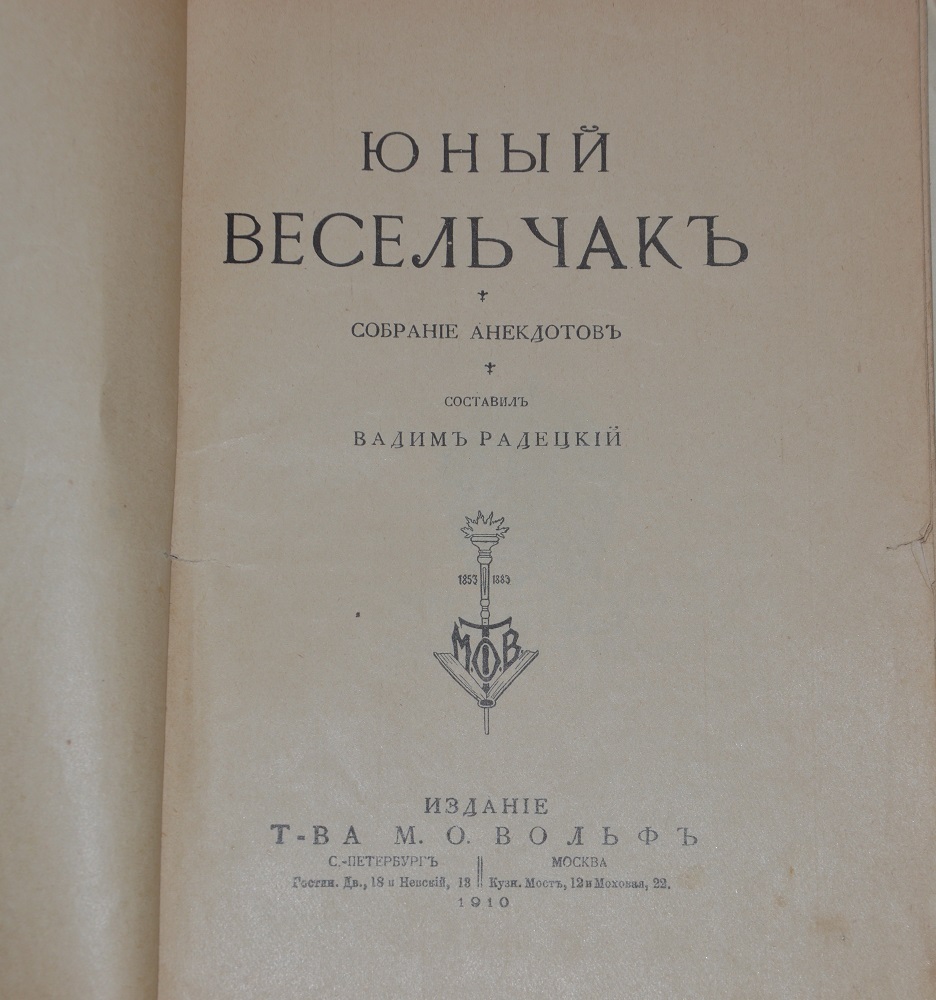 ЮНЫЙ
ВЕСЕЛЬЧАКЪ
СОБРАНІЕ АНЕКДОТОВЪ
СОСТАВИЛЪ
ВАДИМЪ РАДЕЦКІЙ
1853 1883
М.О.В.
ИЗДАНІЕ
Т-ВА М. О. ВОЛЬФЪ
С.-ПЕТЕРБУРГЪ МОСКВА
Гостин. Дв., 18 и Невскій, 13 Кузн. Мостъ, 12 и Моховая, 22.
1910